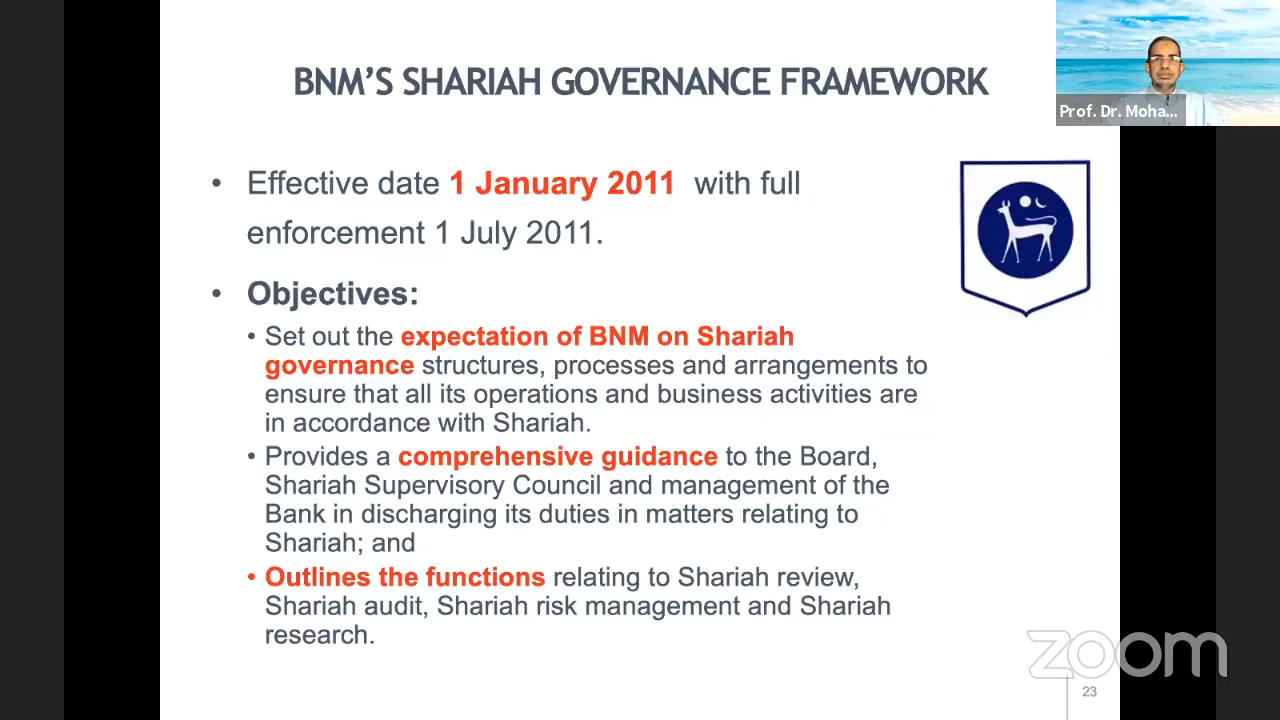 BNM'S SHARIAH GOVERNANCE FRAMEWORK
Prof. Dr. Moha...
• Effective date 1 January 2011 with full
enforcement 1 July 2011.
• Objectives:
• Set out the expectation of BNM on Shariah
governance structures, processes and arrangements to
ensure that all its operations and business activities are
in accordance with Shariah.
• Provides a comprehensive guidance to the Board,
Shariah Supervisory Council and management of the
Bank in discharging its duties in matters relating to
Shariah; and
• Outlines the functions relating to Shariah review,
Shariah audit, Shariah risk management and Shariah
research.
zoom
23